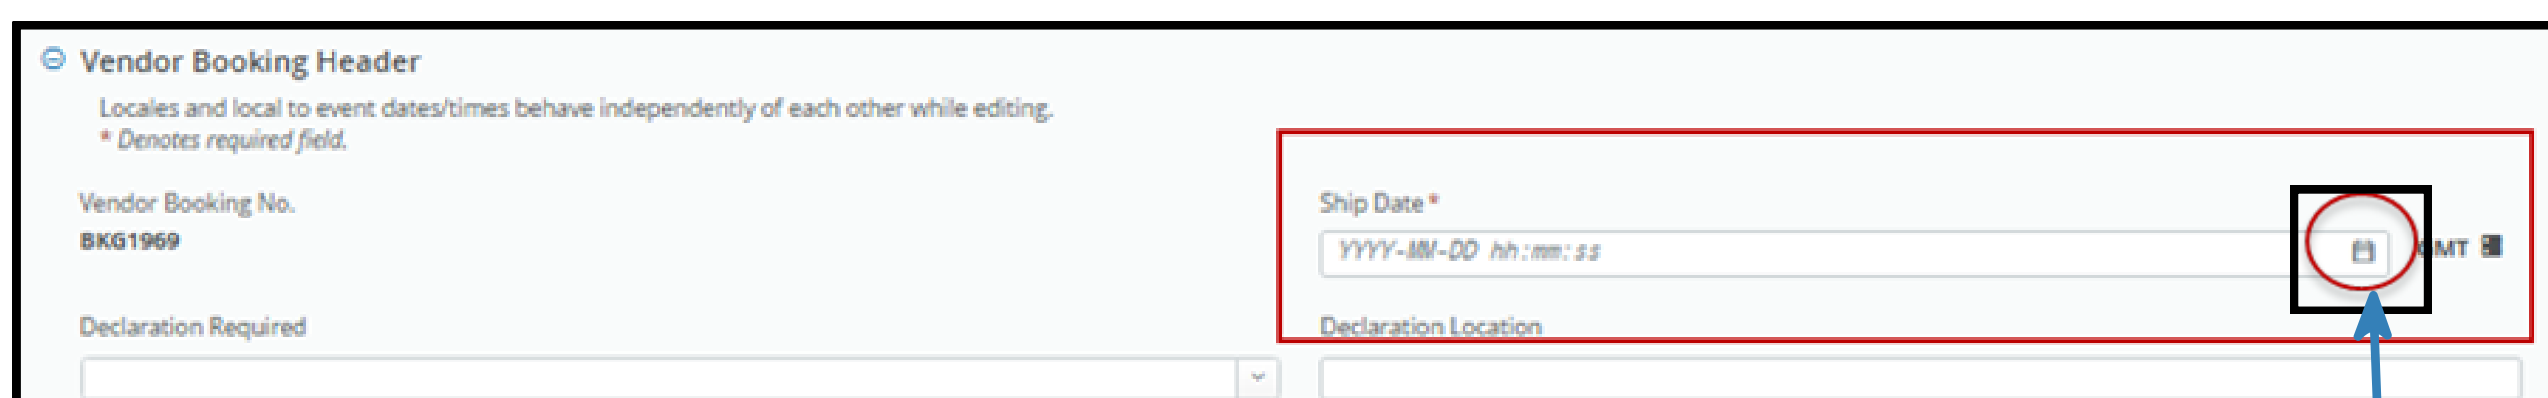 Vendor Booking Header
Locales and local to event dates/times behave independently of each other while editing.
* Denotes required field.
Vendor Booking No.
BKG1969
Ship Date *
YYYY-MM-DD hh:mm:ss
GMT
Declaration Required
Declaration Location